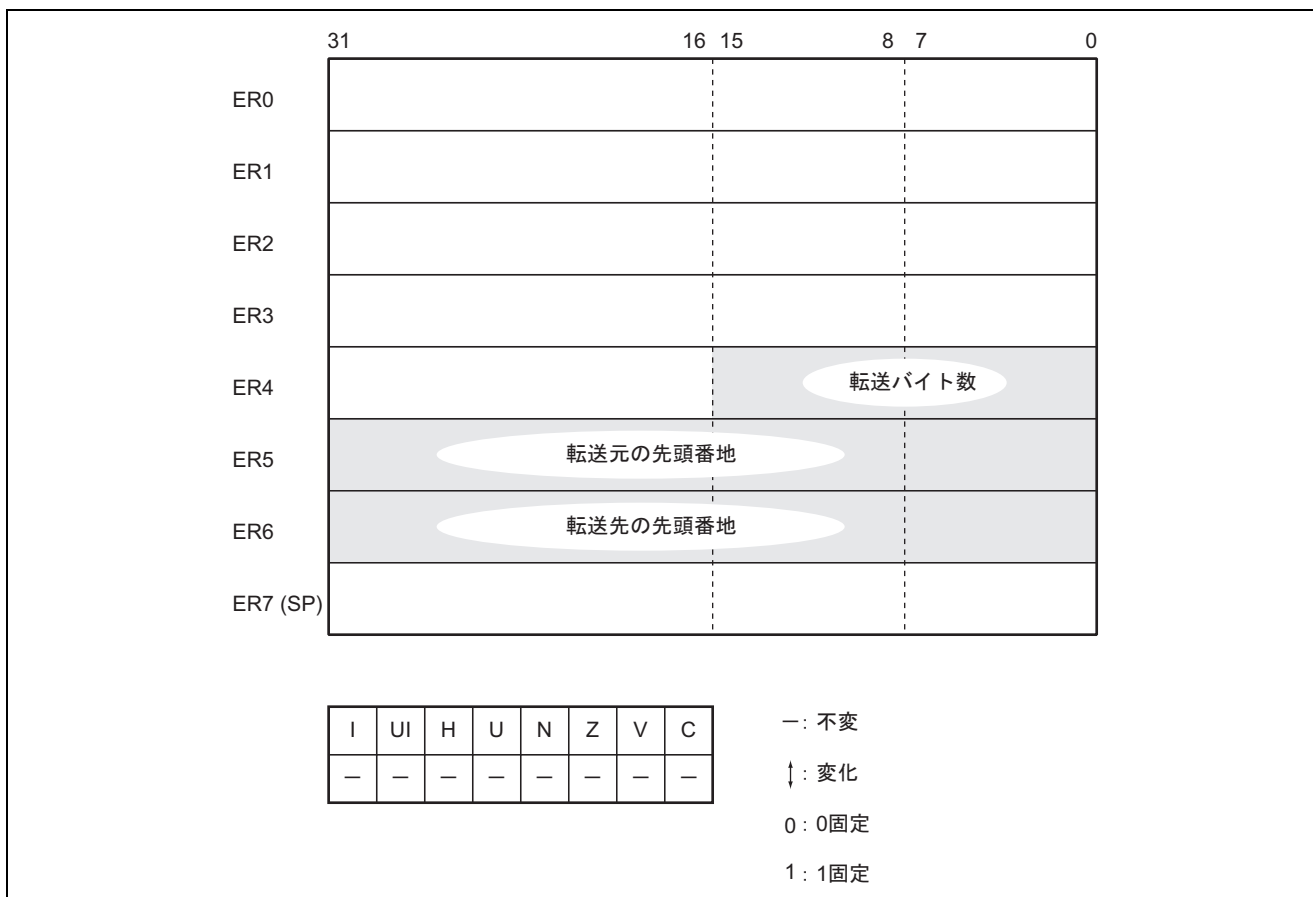 31 16 15 8 7 0
ER0
ER1
ER2
ER3
ER4 転送バイト数
ER5 転送元の先頭番地
ER6 転送先の先頭番地
ER7 (SP)
I UI H U N Z V C
— — — — — — — —
—: 不変
↕: 変化
0: 0固定
1: 1固定